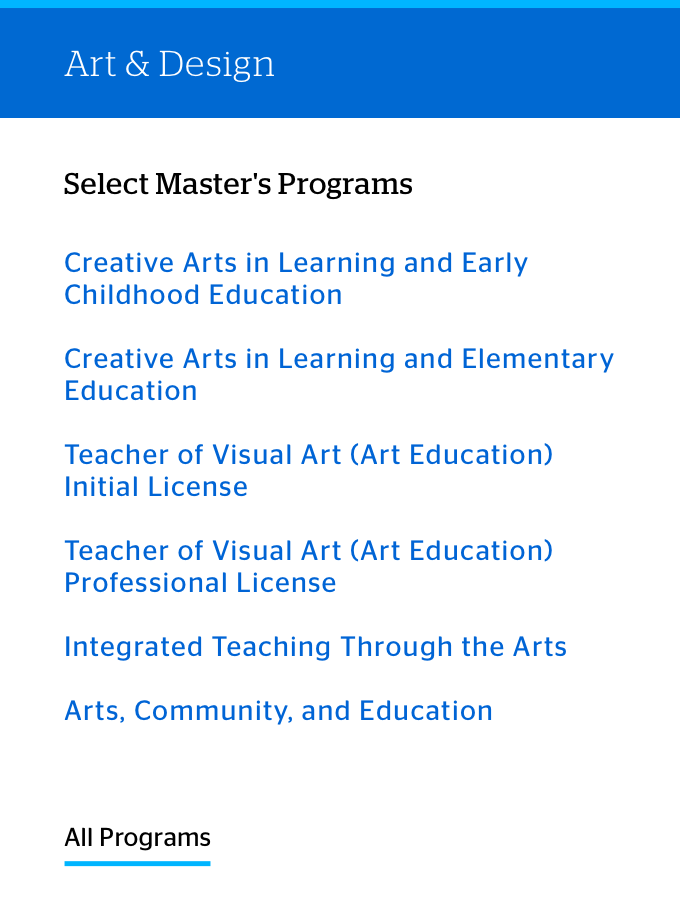 Art & Design
Select Master's Programs
Creative Arts in Learning and Early
Childhood Education
Creative Arts in Learning and Elementary
Education
Teacher of Visual Art (Art Education)
Initial License
Teacher of Visual Art (Art Education)
Professional License
Integrated Teaching Through the Arts
Arts, Community, and Education
All Programs